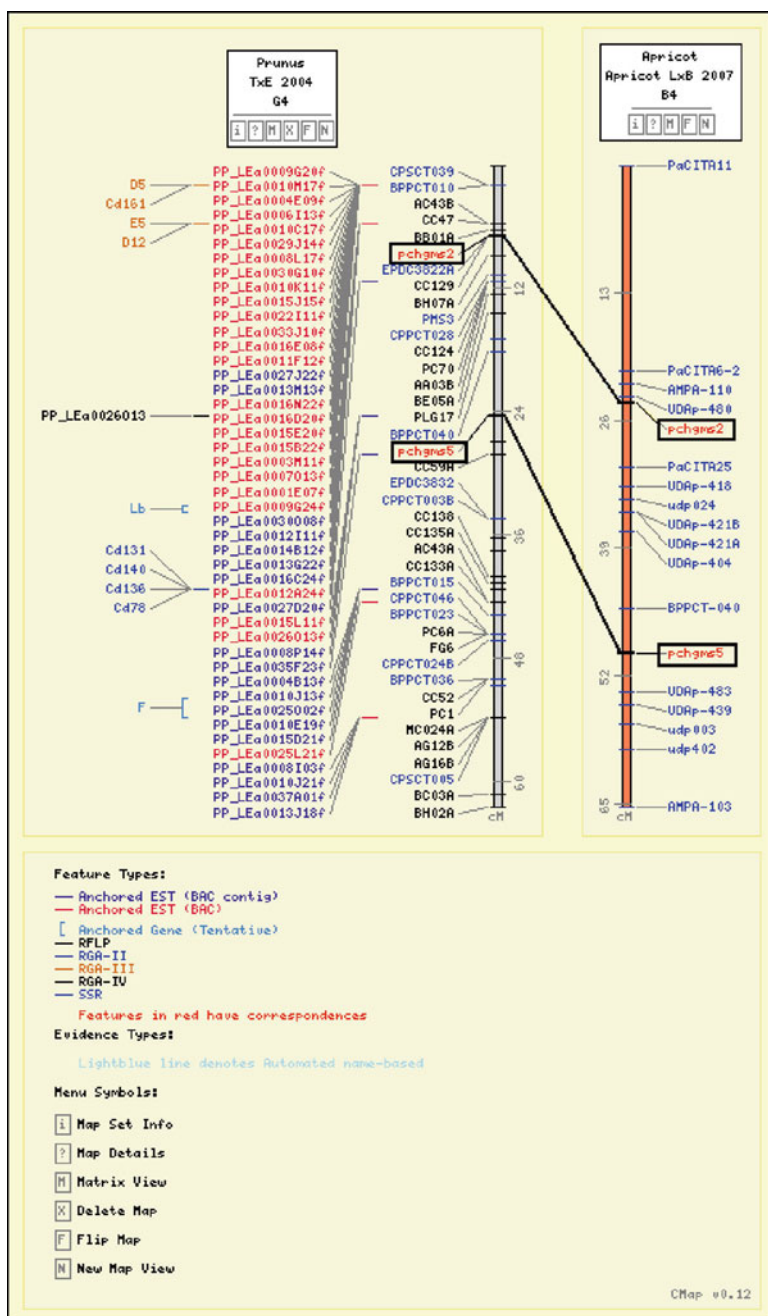 Prunus
TxE 2004
G4
i ? M X F N
Apricot
Apricot LxB 2007
B4
i ? M F N
D5
Cd161
E5
D12
PP_LEa0026O13
Lb
Cd131
Cd140
Cd136
Cd78
F
PP_LEa0009G20f
PP_LEa0010M17f
PP_LEa0004E09f
PP_LEa0006I13f
PP_LEa0010C17f
PP_LEa0029J14f
PP_LEa0008L17f
PP_LEa0030G10f
PP_LEa0010K11f
PP_LEa0015J15f
PP_LEa0022I11f
PP_LEa0033J10f
PP_LEa0016E08f
PP_LEa0011F12f
PP_LEa0027J22f
PP_LEa0013M13f
PP_LEa0016N22f
PP_LEa0016D20f
PP_LEa0015E20f
PP_LEa0015B22f
PP_LEa0003M11f
PP_LEa0007O13f
PP_LEa0001E07f
PP_LEa0009G24f
PP_LEa0030O08f
PP_LEa0012I11f
PP_LEa0014B12f
PP_LEa0013G22f
PP_LEa0016C24f
PP_LEa0012A24f
PP_LEa0027D20f
PP_LEa0015L11f
PP_LEa0026O13f
PP_LEa0008P14f
PP_LEa0035F23f
PP_LEa0004B13f
PP_LEa0010J13f
PP_LEa0025O02f
PP_LEa0010E19f
PP_LEa0015D21f
PP_LEa0025L21f
PP_LEa0008I03f
PP_LEa0010J21f
PP_LEa0037A01f
PP_LEa0013J18f
CPSCT039
BPPCT010
AC43B
CC47
BB01A
pchgms2
EPDC3822A
CC129
BH07A
PMS3
CPPCT028
CC124
PC70
AA03B
BE05A
PLG17
BPPCT040
pchgms5
CC59A
EPDC3832
CPPCT003B
CC138
CC135A
AC43A
CC133A
BPPCT015
CPPCT046
BPPCT023
PC6A
FG6
CPPCT024B
BPPCT036
CC52
PC1
MC024A
AG12B
AG16B
CPSCT005
BC03A
BH02A
12
24
36
48
60
cM
13
26
39
52
65
cM
PaCITA11
PaCITA6-2
AMPA-110
UDAp-480
pchgms2
PaCITA25
UDAp-418
udp024
UDAp-421B
UDAp-421A
UDAp-404
BPPCT-040
pchgms5
UDAp-483
UDAp-439
udp003
udp402
AMPA-103
Feature Types:
Anchored EST (BAC contig)
Anchored EST (BAC)
Anchored Gene (Tentative)
RFLP
RGA-II
RGA-III
RGA-IV
SSR
Features in red have correspondences
Evidence Types:
Lightblue line denotes Automated name-based
Menu Symbols:
i Map Set Info
? Map Details
M Matrix View
X Delete Map
F Flip Map
N New Map View
CMap v0.12